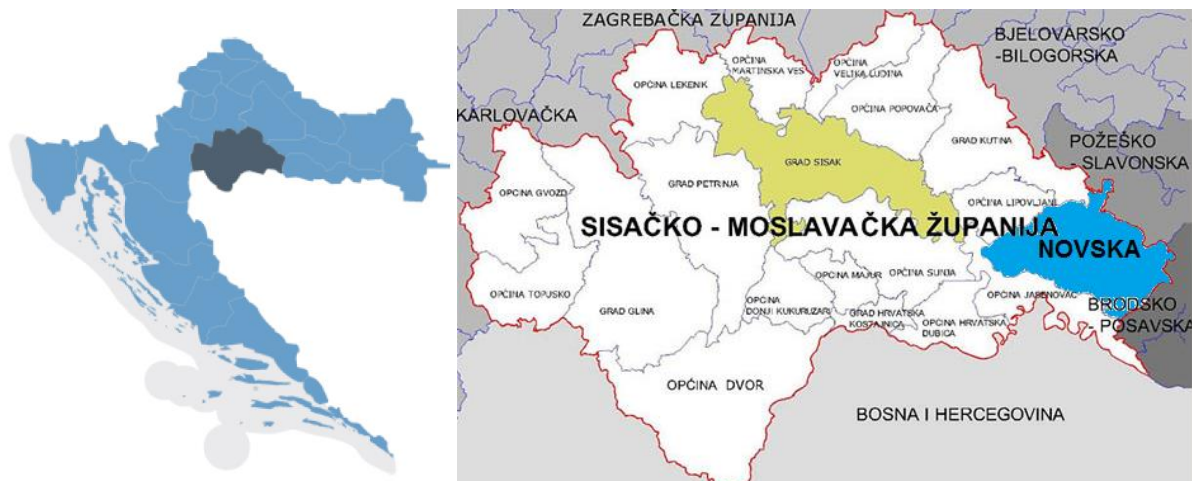 ZAGREBAČKA ŽUPANIJA
BJELOVARSKO
-BILOGORSKA
KARLOVAČKA
POŽEŠKO
- SLAVONSKA
OPĆINA
MARTINSKA VES
OPĆINA
VELIKA LUDINA
OPĆINA LEKENIK
OPĆINA POPOVAČA
GRAD KUTINA
GRAD SISAK
OPĆINA GVOZD
GRAD PETRINJA
OPĆINA LIPOVLJANI
SISAČKO - MOSLAVAČKA ŽUPANIJA
NOVSKA
OPĆINA MAJUR
OPĆINA SUNJA
OPĆINA TOPUSKO
GRAD GLINA
OPĆINA
DONJI KUKURUZARI
GRAD HRVATSKA
KOSTAJNICA
OPĆINA HRVATSKA
DUBICA
OPĆINA JASENOVAC
BRODSKO
- POSAVSKA
OPĆINA DVOR
BOSNA I HERCEGOVINA